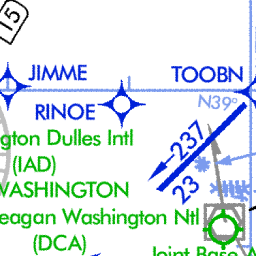 15
JIMME
TOOBN
RINOE
N39°
gton Dulles Intl
(IAD)
237
23
WASHINGTON
eagan Washington Ntl
(DCA)
Joint Base A